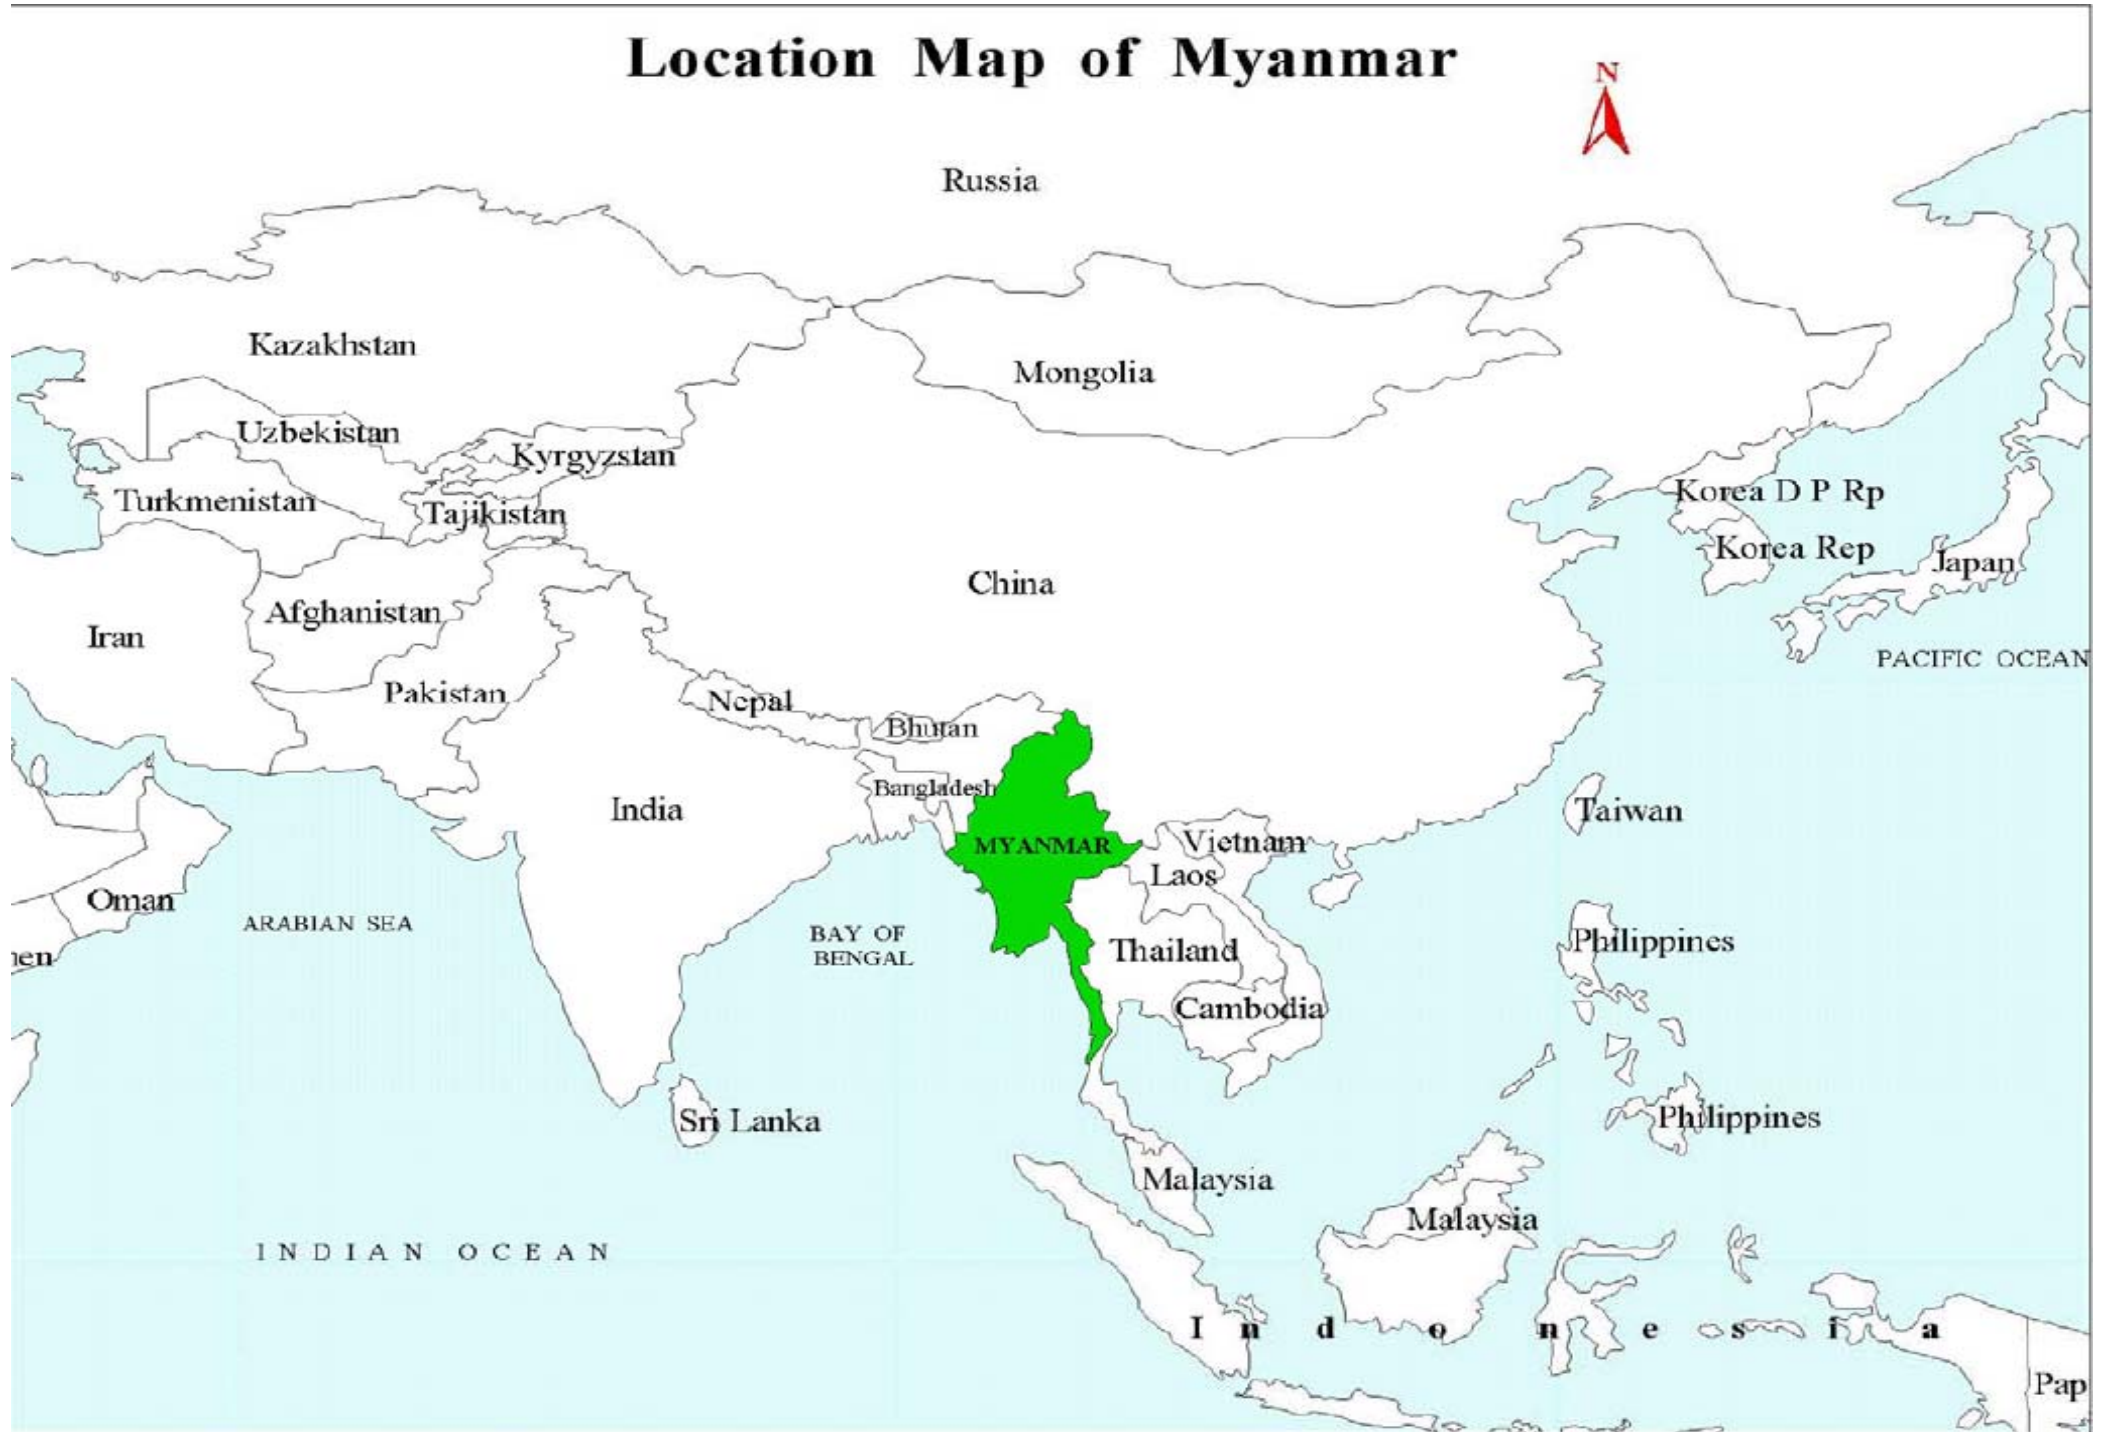 Location Map of Myanmar
N
Russia
Kazakhstan
Mongolia
Uzbekistan
Kyrgyzstan
Turkmenistan
Tajikistan
Korea D P Rp
Korea Rep
Japan
China
Afghanistan
Iran
PACIFIC OCEAN
Pakistan
Nepal
Bhutan
Bangladesh
India
Taiwan
MYANMAR
Vietnam
Laos
Oman
ARABIAN SEA
BAY OF
BENGAL
Philippines
Thailand
nen
Cambodia
Sri Lanka
Philippines
Malaysia
Malaysia
INDIAN OCEAN
Indonesia
Pap